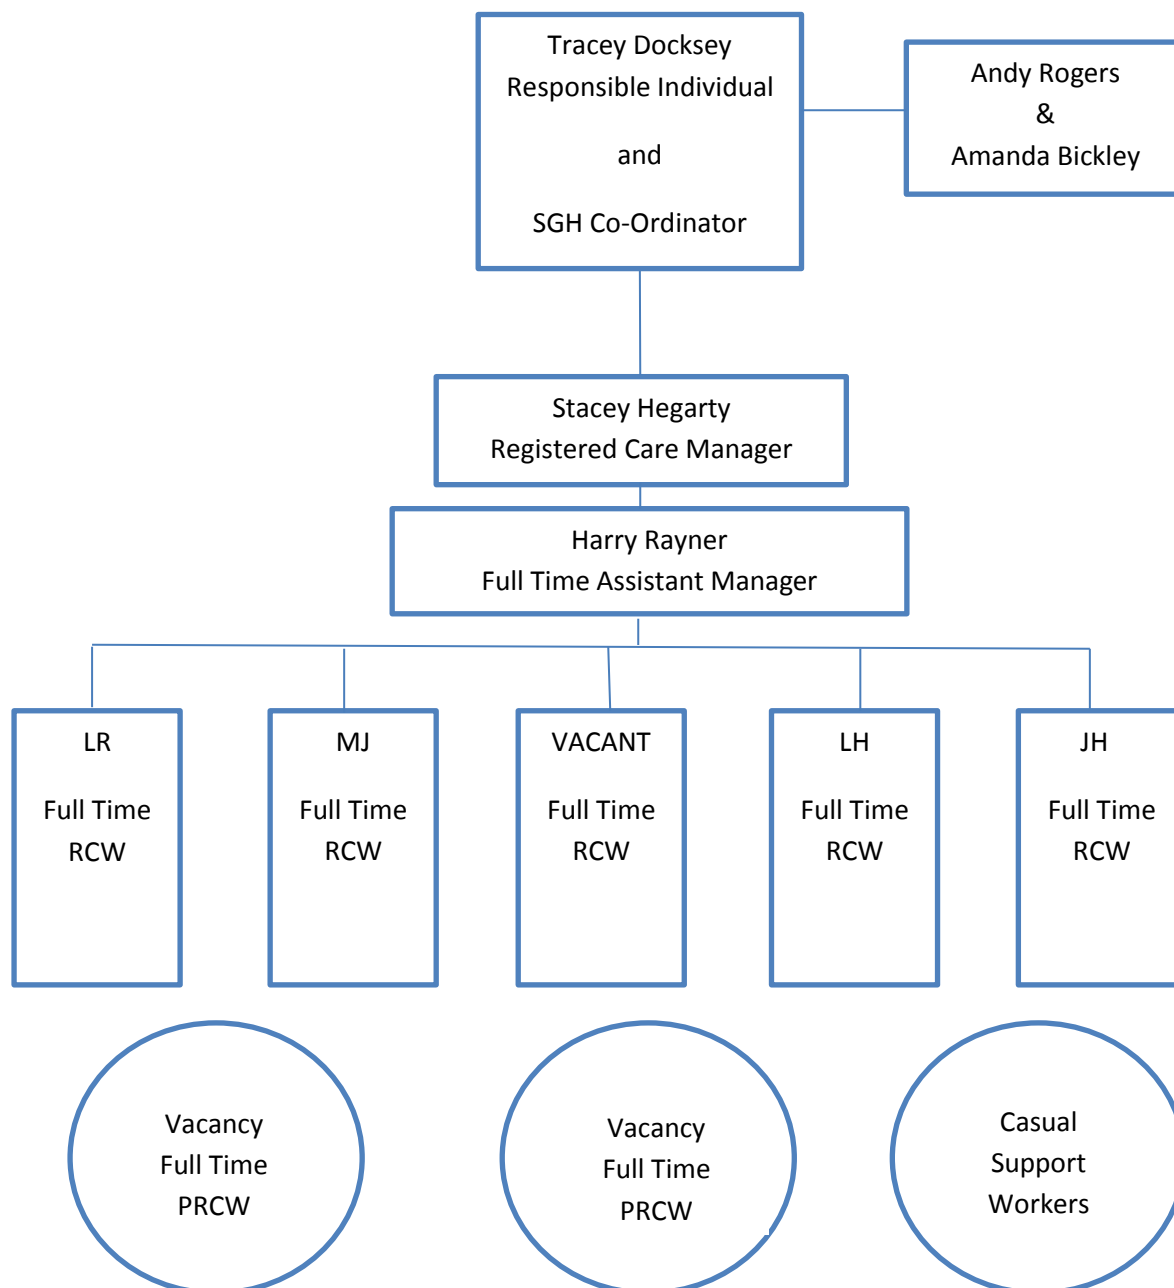 Tracey Docksey
Responsible Individual
and
SGH Co-Ordinator
Andy Rogers
&
Amanda Bickley
Stacey Hegarty
Registered Care Manager
Harry Rayner
Full Time Assistant Manager
LR
Full Time
RCW
MJ
Full Time
RCW
VACANT
Full Time
RCW
LH
Full Time
RCW
JH
Full Time
RCW
Vacancy
Full Time
PRCW
Vacancy
Full Time
PRCW
Casual
Support
Workers